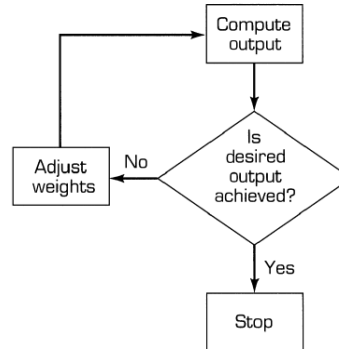 Compute
output
Is
desired
output
achieved?
No
Adjust
weights
Yes
Stop